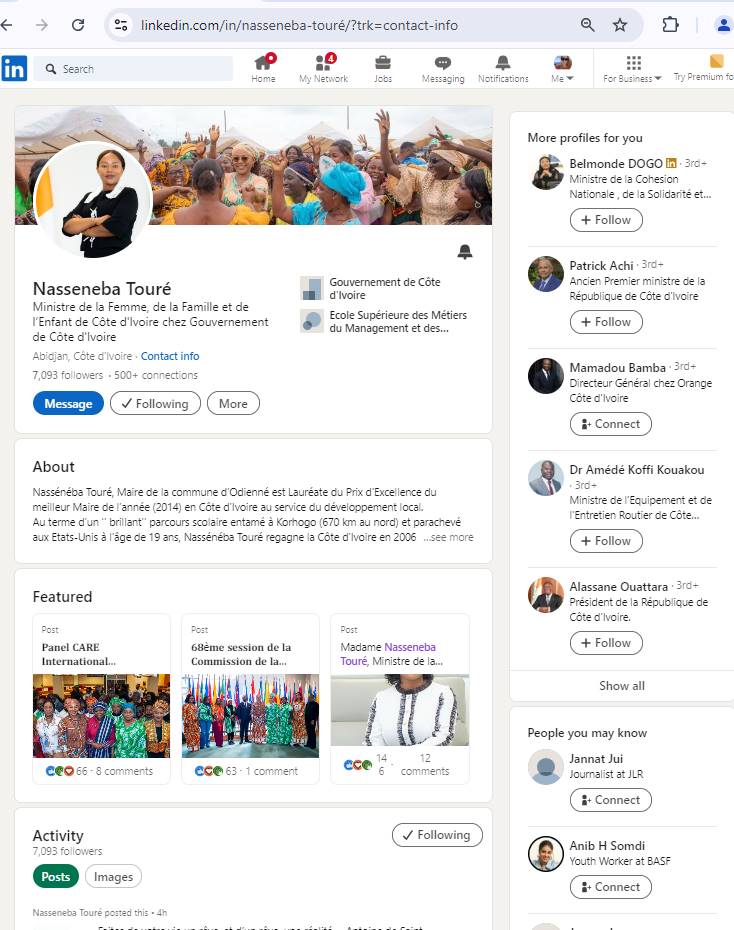 linkedin.com/in/nasseneba-touré/?trk=contact-info
in
Search
Home
4
My Network
Jobs
Messaging
Notifications
Me
For Business
Try Premium fo
Nasseneba Touré
Ministre de la Femme, de la Famille et de
l'Enfant de Côte d'Ivoire chez Gouvernement
de Côte d'Ivoire
Abidjan, Côte d'Ivoire · Contact info
7,093 followers · 500+ connections
Message
Following
More
Gouvernement de Côte
d'Ivoire
Ecole Supérieure des Métiers
du Management et des...
About
Nassénéba Touré, Maire de la commune d'Odienné est Lauréate du Prix d'Excellence du
meilleur Maire de l'année (2014) en Côte d'Ivoire au service du développement local.
Au terme d'un '' brillant'' parcours scolaire entamé à Korhogo (670 km au nord) et parachevé
aux Etats-Unis à l'âge de 19 ans, Nassénéba Touré regagne la Côte d'Ivoire en 2006 ...see more
Featured
Post
Panel CARE
International...
66 · 8 comments
Post
68ème session de la
Commission de la...
63 · 1 comment
Post
Madame Nasseneba
Touré, Ministre de la...
14
6
·
12
comments
Activity
7,093 followers
Following
Posts
Images
Nasseneba Touré posted this • 4h
Faites de votre vie un rêve, et d'un rêve, une réalité
More profiles for you
Belmonde DOGO in · 3rd+
Ministre de la Cohesion
Nationale , de la Solidarité et...
+ Follow
Patrick Achi · 3rd+
Ancien Premier ministre de la
République de Côte d'Ivoire
+ Follow
Mamadou Bamba · 3rd+
Directeur Général chez Orange
Côte d'Ivoire
Connect
Dr Amédé Koffi Kouakou
· 3rd+
Ministre de l'Equipement et de
l'Entretien Routier de Côte...
+ Follow
Alassane Ouattara · 3rd+
Président de la République de
Côte d'Ivoire.
+ Follow
Show all
People you may know
Jannat Jui
Journalist at JLR
Connect
Anib H Somdi
Youth Worker at BASF
Connect